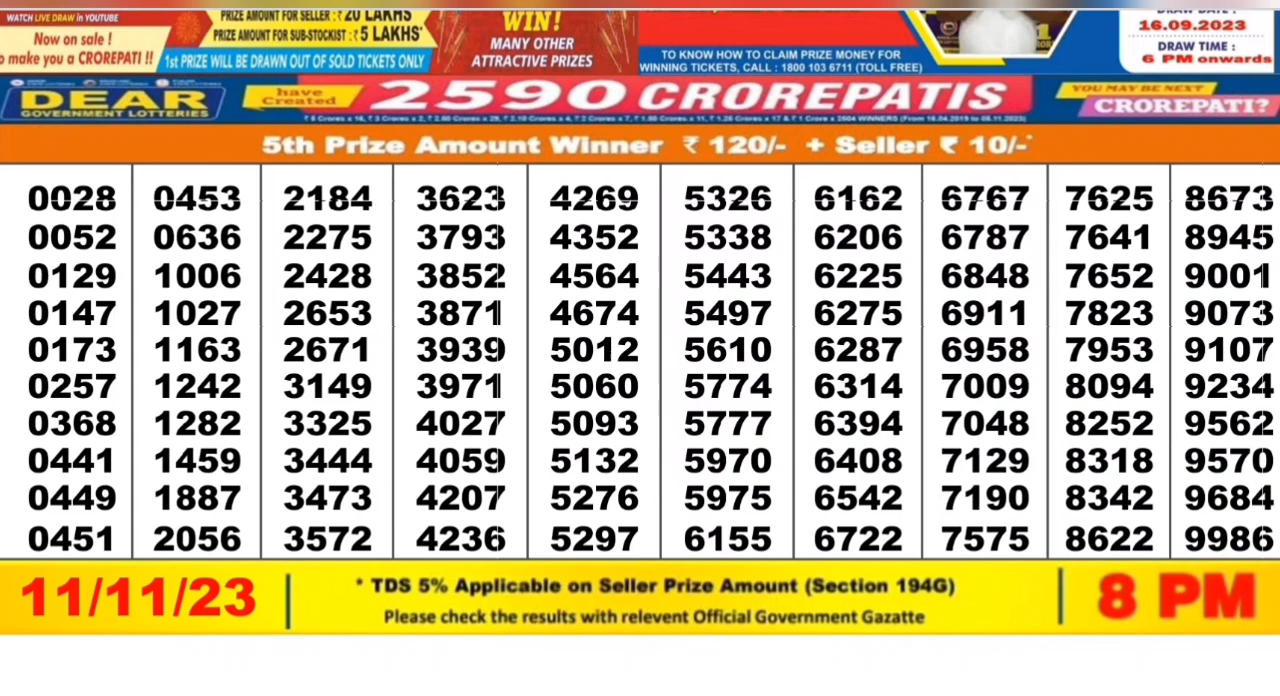 WATCH LIVE DRAW in YOUTUBE
Now on sale !
o make you a CROREPATI !!
PRIZE AMOUNT FOR SELLER : ₹ 20 LAKHS
PRIZE AMOUNT FOR SUB-STOCKIST : ₹ 5 LAKHS*
1st PRIZE WILL BE DRAWN OUT OF SOLD TICKETS ONLY
WIN!
MANY OTHER
ATTRACTIVE PRIZES
TO KNOW HOW TO CLAIM PRIZE MONEY FOR
WINNING TICKETS, CALL : 1800 103 6711 (TOLL FREE)
DRAW DATE :
16.09.2023
DRAW TIME :
6 PM onwards
DEAR
GOVERNMENT LOTTERIES
have
Created
2590 CROREPATIS
YOU MAY BE NEXT
CROREPATI?
5th Prize Amount Winner ₹ 120/- + Seller ₹ 10/-*
0028 0453 2184 3623 4269 5326 6162 6767 7625 8673
0052 0636 2275 3793 4352 5338 6206 6787 7641 8945
0129 1006 2428 3852 4564 5443 6225 6848 7652 9001
0147 1027 2653 3871 4674 5497 6275 6911 7823 9073
0173 1163 2671 3939 5012 5610 6287 6958 7953 9107
0257 1242 3149 3971 5060 5774 6314 7009 8094 9234
0368 1282 3325 4027 5093 5777 6394 7048 8252 9562
0441 1459 3444 4059 5132 5970 6408 7129 8318 9570
0449 1887 3473 4207 5276 5975 6542 7190 8342 9684
0451 2056 3572 4236 5297 6155 6722 7575 8622 9986
11/11/23
* TDS 5% Applicable on Seller Prize Amount (Section 194G)
Please check the results with relevent Official Government Gazatte
8 PM